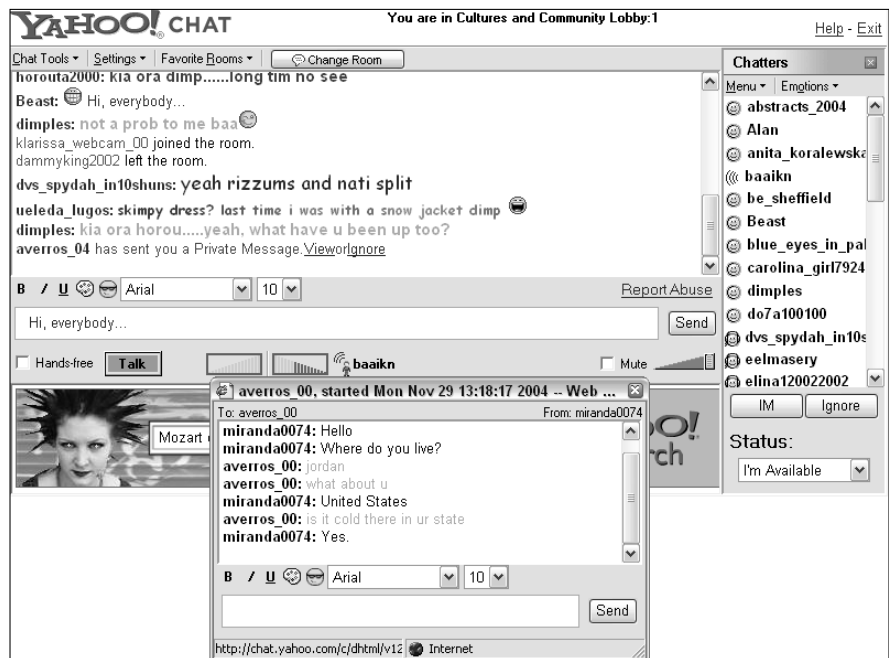 YAHOO! CHAT
You are in Cultures and Community Lobby:1
Help - Exit
Chat Tools Settings Favorite Rooms Change Room
horouta2000: kia ora dimp......long tim no see
Beast: Hi, everybody...
dimples: not a prob to me baa
klarissa_webcam_00 joined the room.
dammyking2002 left the room.
dvs_spydah_in10shuns: yeah rizzums and nati split
ueleda_lugos: skimpy dress? last time i was with a snow jacket dimp
dimples: kia ora horou.....yeah, what have u been up too?
averros_04 has sent you a Private Message.VieworIgnore
B I U Arial 10 Report Abuse
Hi, everybody... Send
Hands-free Talk baaikn Mute
Chatters
Menu Emotions
abstracts_2004
Alan
anita_koralewska
baaikn
be_sheffield
Beast
blue_eyes_in_pal
carolina_girl7924
dimples
do7a100100
dvs_spydah_in10s
eelmasery
elina120022002
IM Ignore
Status:
I'm Available
Mozart
averros_00, started Mon Nov 29 13:18:17 2004 -- Web ...
To: averros_00 From: miranda0074
miranda0074: Hello
miranda0074: Where do you live?
averros_00: jordan
averros_00: what about u
miranda0074: United States
averros_00: is it cold there in ur state
miranda0074: Yes.
B I U Arial 10
Send
http://chat.yahoo.com/c/dhtml/v12 Internet